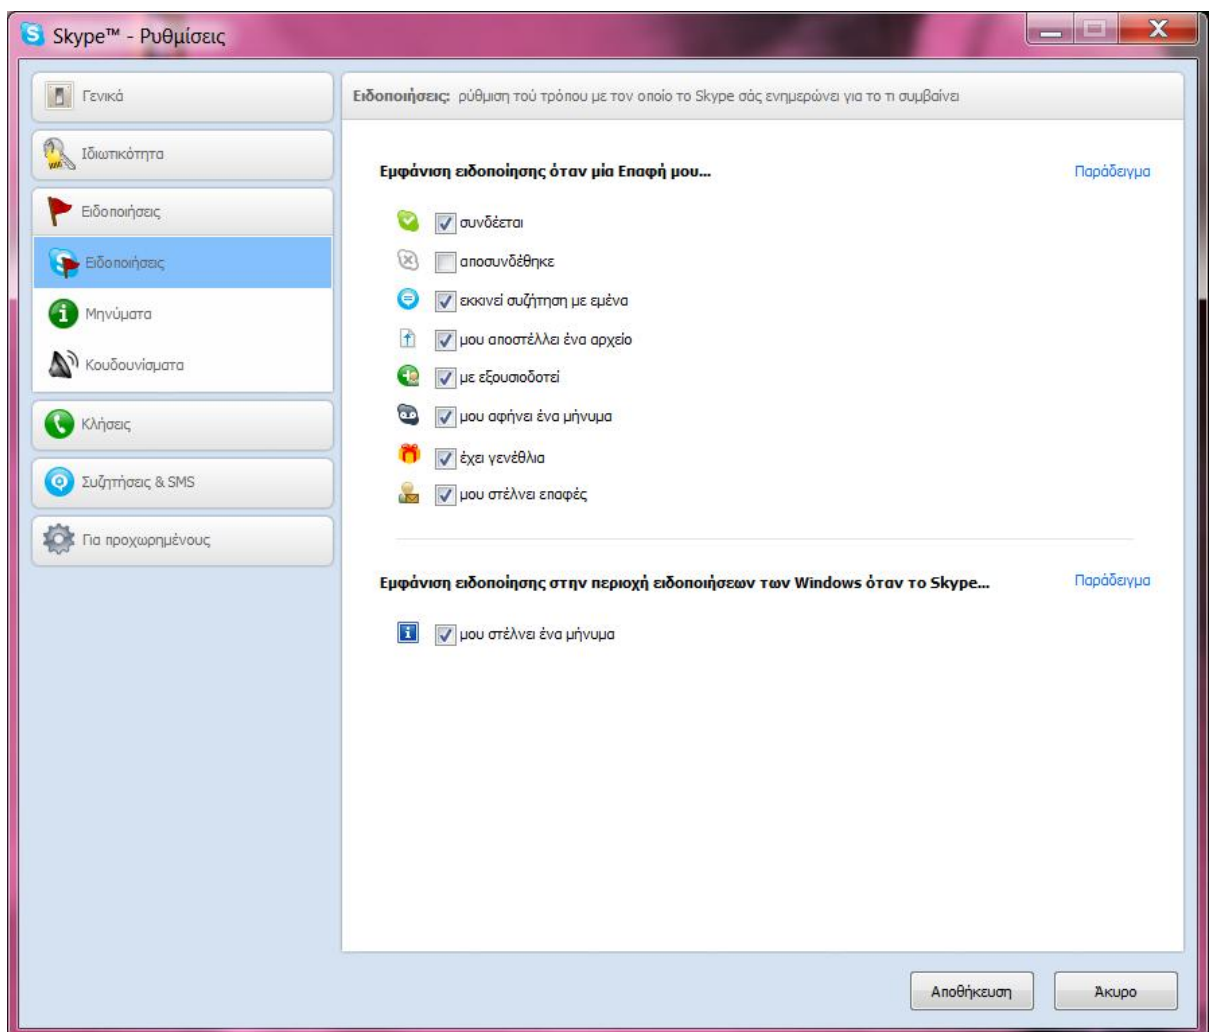 Skype™ - Ρυθμίσεις
Γενικά
Ιδιωτικότητα
Ειδοποιήσεις
Ειδοποιήσεις
Μηνύματα
Κουδουνίσματα
Κλήσεις
Συζητήσεις & SMS
Για προχωρημένους
Ειδοποιήσεις: ρύθμιση τού τρόπου με τον οποίο το Skype σάς ενημερώνει για το τι συμβαίνει
Εμφάνιση ειδοποίησης όταν μία Επαφή μου... Παράδειγμα
συνδέεται
αποσυνδέθηκε
εκκινεί συζήτηση με εμένα
μου αποστέλλει ένα αρχείο
με εξουσιοδοτεί
μου αφήνει ένα μήνυμα
έχει γενέθλια
μου στέλνει επαφές
Εμφάνιση ειδοποίησης στην περιοχή ειδοποιήσεων των Windows όταν το Skype... Παράδειγμα
μου στέλνει ένα μήνυμα
Αποθήκευση Άκυρο